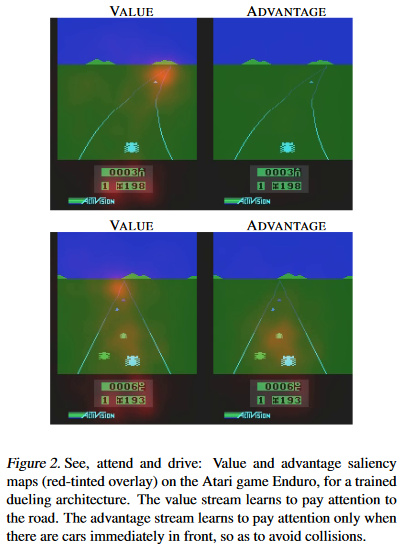 VALUE ADVANTAGE
0003
1 198
ACTIVISION
0003
1 198
ACTIVISION
VALUE ADVANTAGE
0006
1 193
ACTIVISION
0006
1 193
ACTIVISION
Figure 2. See, attend and drive: Value and advantage saliency
maps (red-tinted overlay) on the Atari game Enduro, for a trained
dueling architecture. The value stream learns to pay attention to
the road. The advantage stream learns to pay attention only when
there are cars immediately in front, so as to avoid collisions.